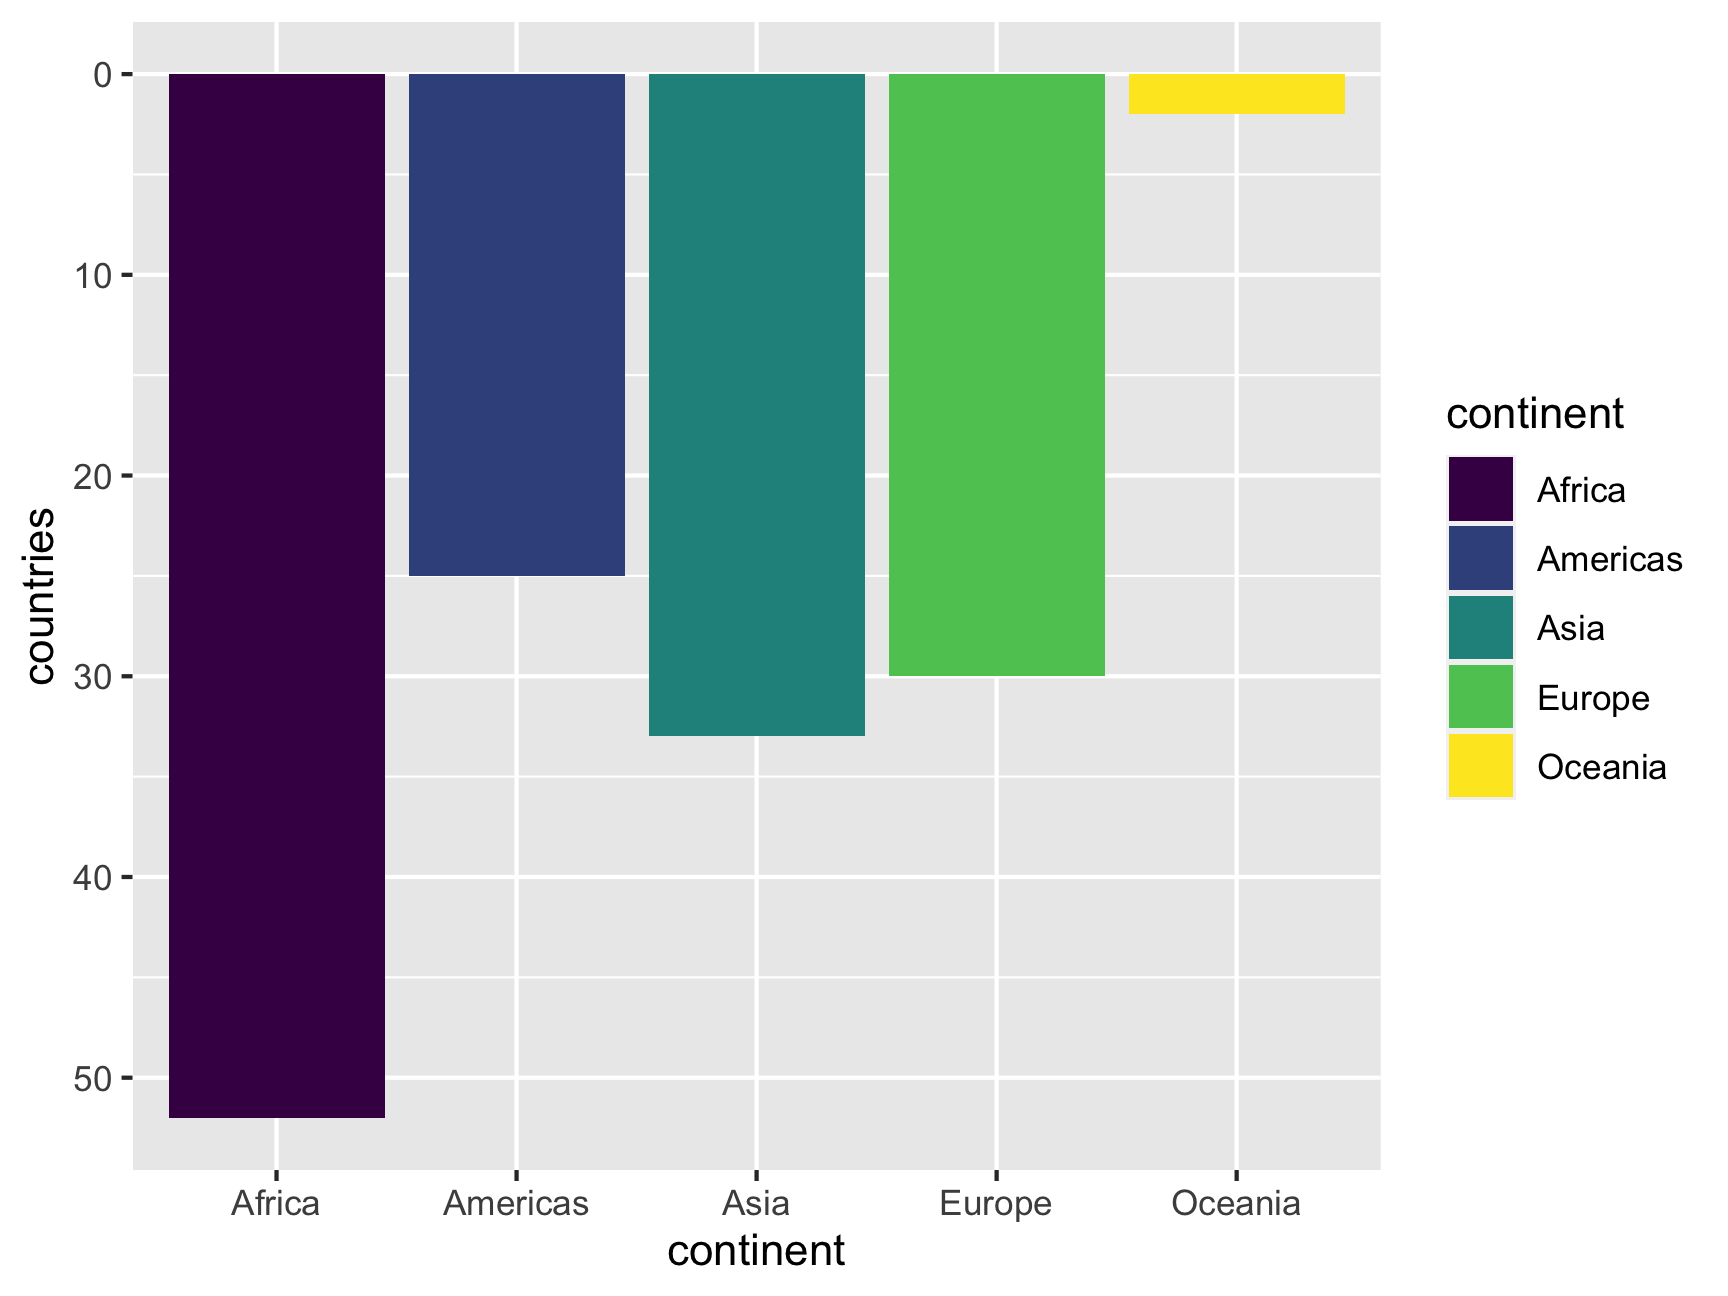 0
10
20
30
40
50
countries
Africa
Americas
Asia
Europe
Oceania
continent
continent
Africa
Americas
Asia
Europe
Oceania